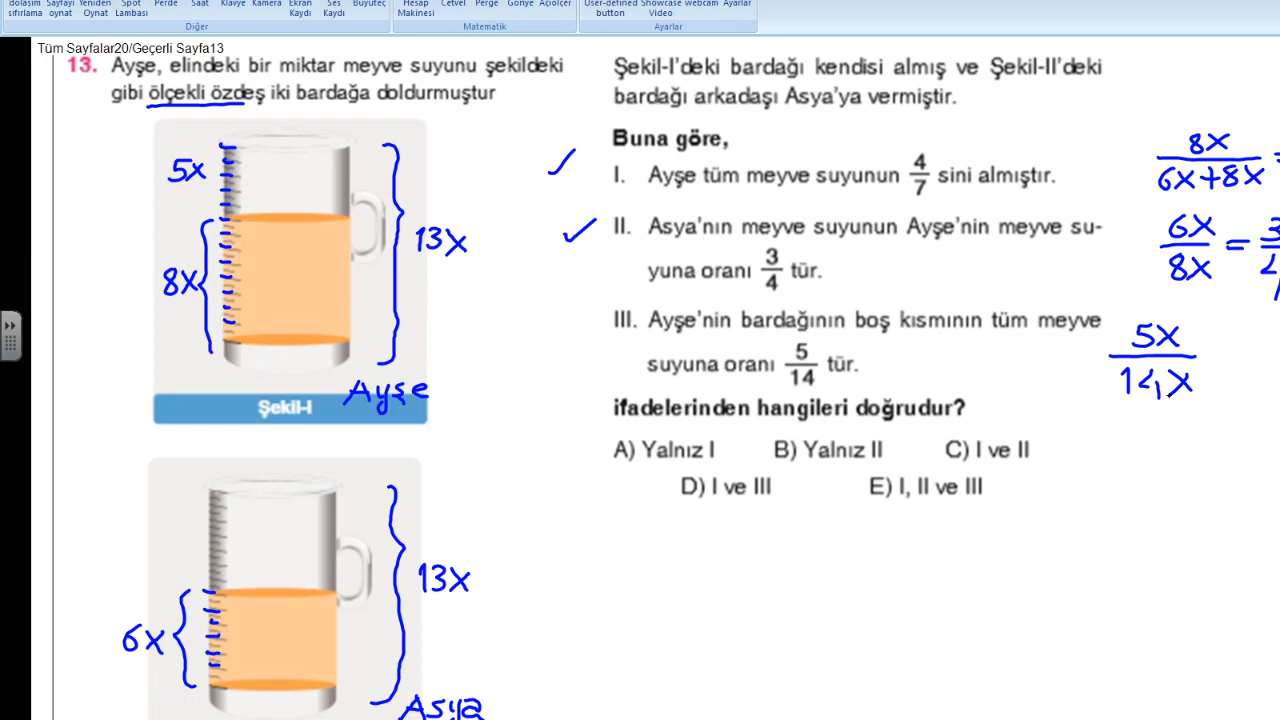 dolaşım sıfırlama
Sayfayı oynat
Yeniden Oynat
Spot Lambası
Perde
Saat
Klavye
Kamera
Ekran Kaydı
Ses Kaydı
Büyüteç
Hesap Makinesi
Cetvel
Perge
Gönye
Açıölçer
User-defined button
Showcase Video
webcam
Ayarlar
Diğer
Matematik
Ayarlar
Tüm Sayfalar20/Geçerli Sayfa13
13. Ayşe, elindeki bir miktar meyve suyunu şekildeki
gibi ölçekli özdeş iki bardağa doldurmuştur
5x
8x
13x
Ayşe
Şekil-I
6x
13x
Asya
Şekil-I'deki bardağı kendisi almış ve Şekil-II'deki
bardağı arkadaşı Asya'ya vermiştir.
Buna göre,
I. Ayşe tüm meyve suyunun 4/7 sini almıştır.
II. Asya'nın meyve suyunun Ayşe'nin meyve su-
yuna oranı 3/4 tür.
III. Ayşe'nin bardağının boş kısmının tüm meyve
suyuna oranı 5/14 tür.
ifadelerinden hangileri doğrudur?
A) Yalnız I B) Yalnız II C) I ve II
D) I ve III E) I, II ve III
8x/6x+8x =
6x/8x = 3/4
5x/14x